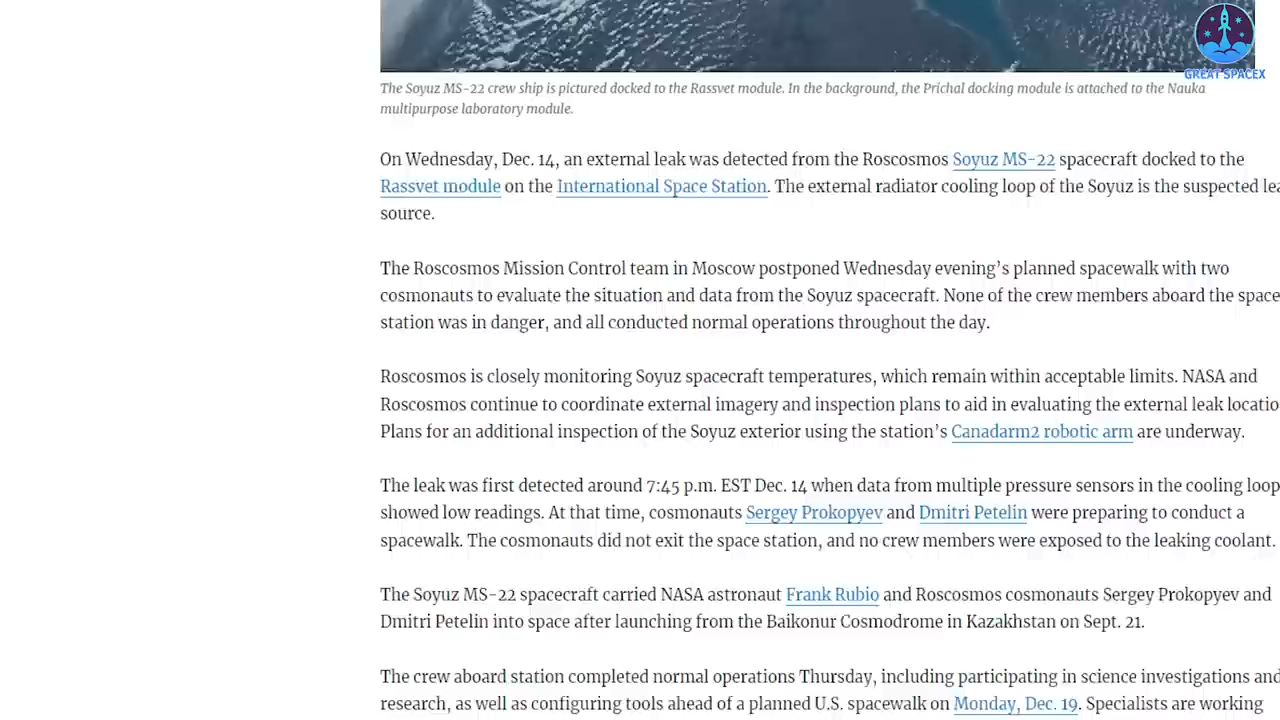 GREAT SPACEX
The Soyuz MS-22 crew ship is pictured docked to the Rassvet module. In the background, the Prichal docking module is attached to the Nauka
multipurpose laboratory module.
On Wednesday, Dec. 14, an external leak was detected from the Roscosmos Soyuz MS-22 spacecraft docked to the
Rassvet module on the International Space Station. The external radiator cooling loop of the Soyuz is the suspected lea
source.
The Roscosmos Mission Control team in Moscow postponed Wednesday evening's planned spacewalk with two
cosmonauts to evaluate the situation and data from the Soyuz spacecraft. None of the crew members aboard the space
station was in danger, and all conducted normal operations throughout the day.
Roscosmos is closely monitoring Soyuz spacecraft temperatures, which remain within acceptable limits. NASA and
Roscosmos continue to coordinate external imagery and inspection plans to aid in evaluating the external leak locatio
Plans for an additional inspection of the Soyuz exterior using the station's Canadarm2 robotic arm are underway.
The leak was first detected around 7:45 p.m. EST Dec. 14 when data from multiple pressure sensors in the cooling loop
showed low readings. At that time, cosmonauts Sergey Prokopyev and Dmitri Petelin were preparing to conduct a
spacewalk. The cosmonauts did not exit the space station, and no crew members were exposed to the leaking coolant.
The Soyuz MS-22 spacecraft carried NASA astronaut Frank Rubio and Roscosmos cosmonauts Sergey Prokopyev and
Dmitri Petelin into space after launching from the Baikonur Cosmodrome in Kazakhstan on Sept. 21.
The crew aboard station completed normal operations Thursday, including participating in science investigations and
research, as well as configuring tools ahead of a planned U.S. spacewalk on Monday, Dec. 19. Specialists are working